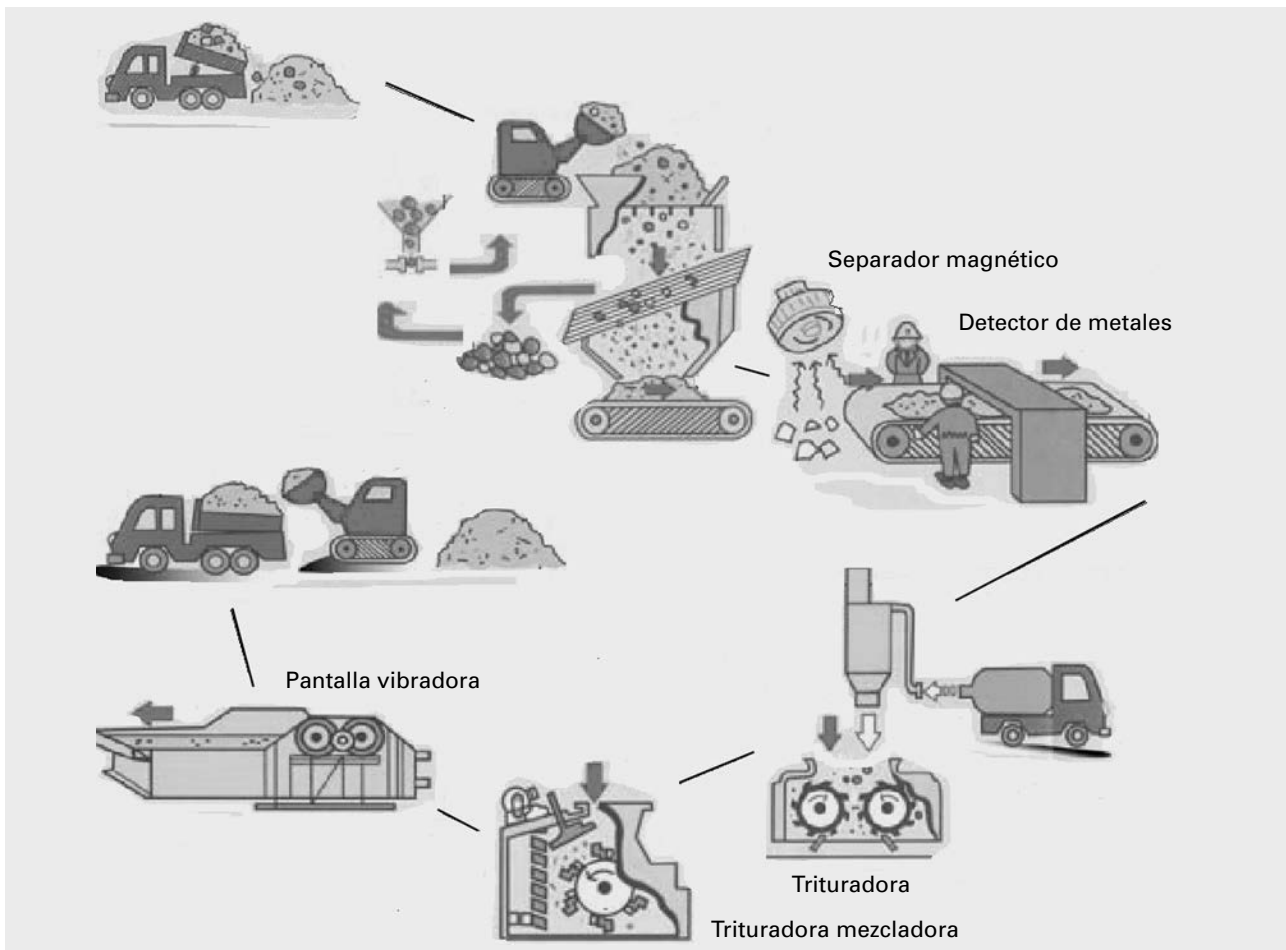 Separador magnético
Detector de metales
Pantalla vibradora
Trituradora
Trituradora mezcladora